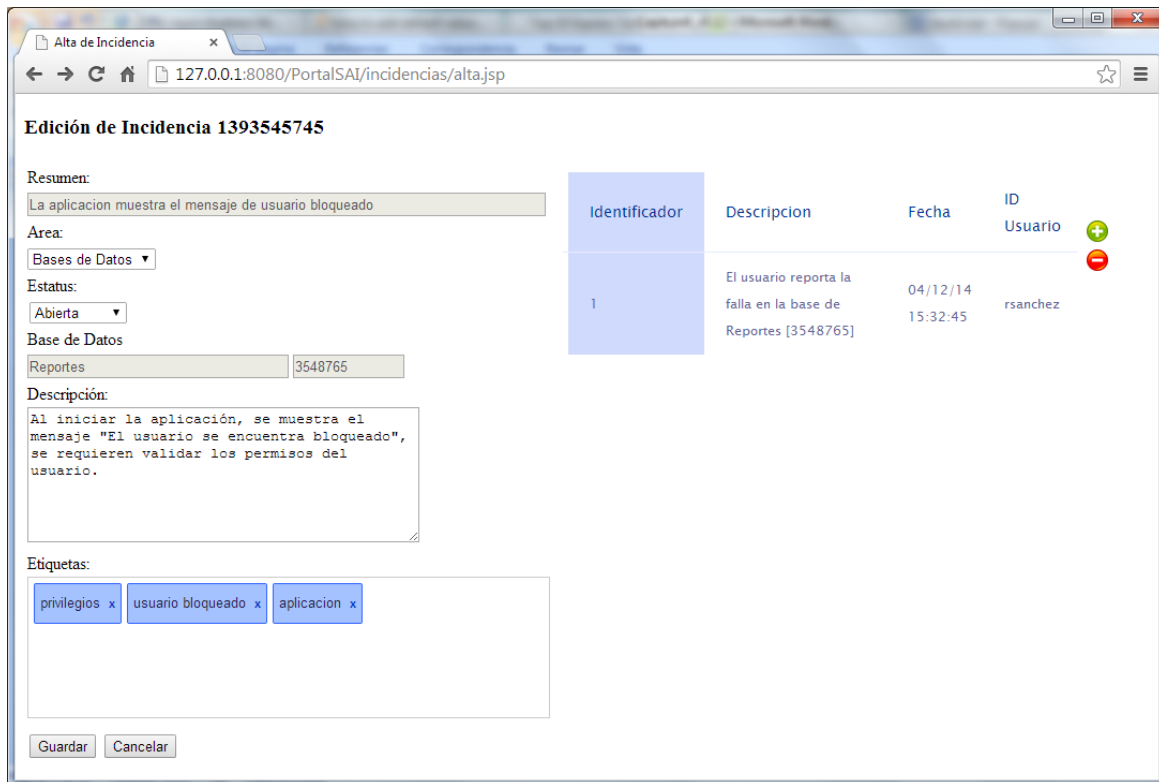 Alta de Incidencia
127.0.0.1:8080/PortalSAI/incidencias/alta.jsp
Edición de Incidencia 1393545745
Resumen:
La aplicacion muestra el mensaje de usuario bloqueado
Area:
Bases de Datos
Estatus:
Abierta
Base de Datos
Reportes 3548765
Descripción:
Al iniciar la aplicación, se muestra el
mensaje "El usuario se encuentra bloqueado",
se requieren validar los permisos del
usuario.
Etiquetas:
privilegios x usuario bloqueado x aplicacion x
Guardar Cancelar
Identificador Descripcion Fecha ID
Usuario
1 El usuario reporta la
falla en la base de
Reportes [3548765]
04/12/14
15:32:45
rsanchez